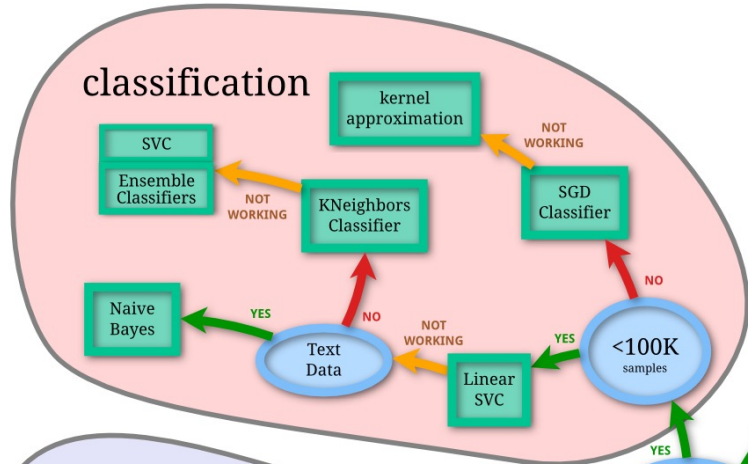 classification
kernel
approximation
NOT
WORKING
SVC
Ensemble
Classifiers
NOT
WORKING
KNeighbors
Classifier
SGD
Classifier
NO
Naive
Bayes
YES
NO
Text
Data
NOT
WORKING
YES
<100K
samples
Linear
SVC
YES